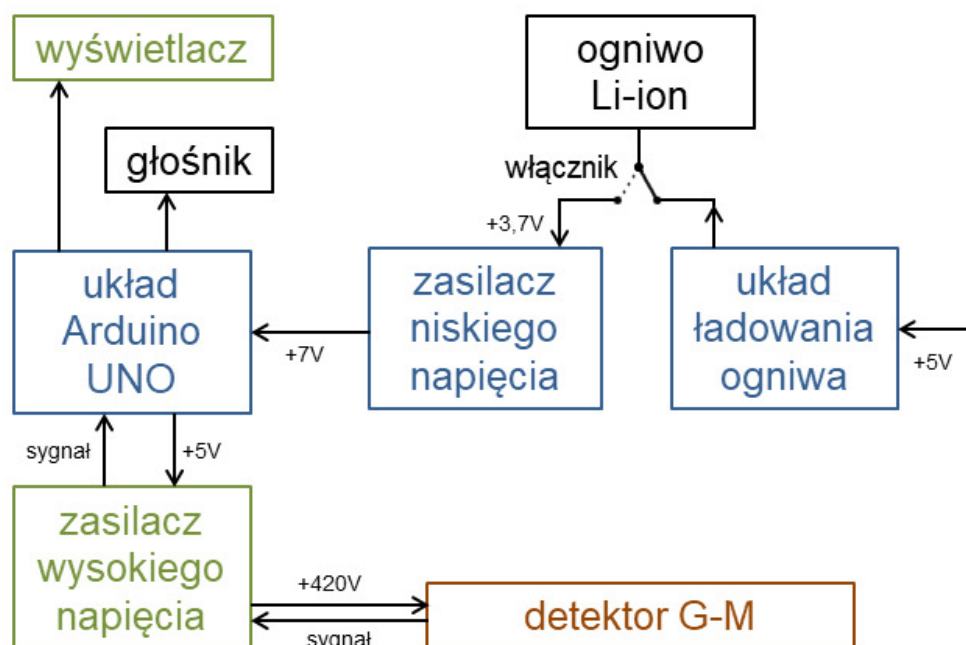 wyświetlacz
ogniwo
Li-ion
głośnik
włącznik
+3,7V
układ
Arduino
UNO
+7V
zasilacz
niskiego
napięcia
układ
ładowania
ogniwa
+5V
sygnał
+5V
zasilacz
wysokiego
napięcia
+420V
sygnał
detektor G-M